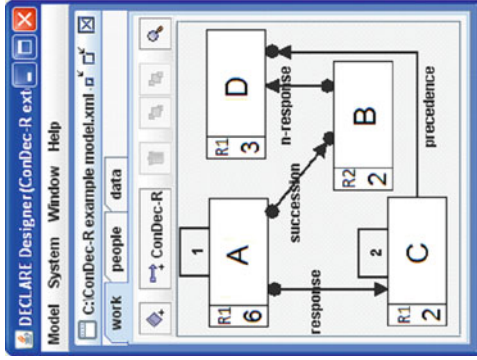 DECLARE Designer (ConDec-R ext
Model System Window Help
C:\ConDec-R example model.xml
work people data
ConDec-R
1
R1
6
A
R1
3
D
response
succession
n-response
2
R1
2
C
R2
2
B
precedence